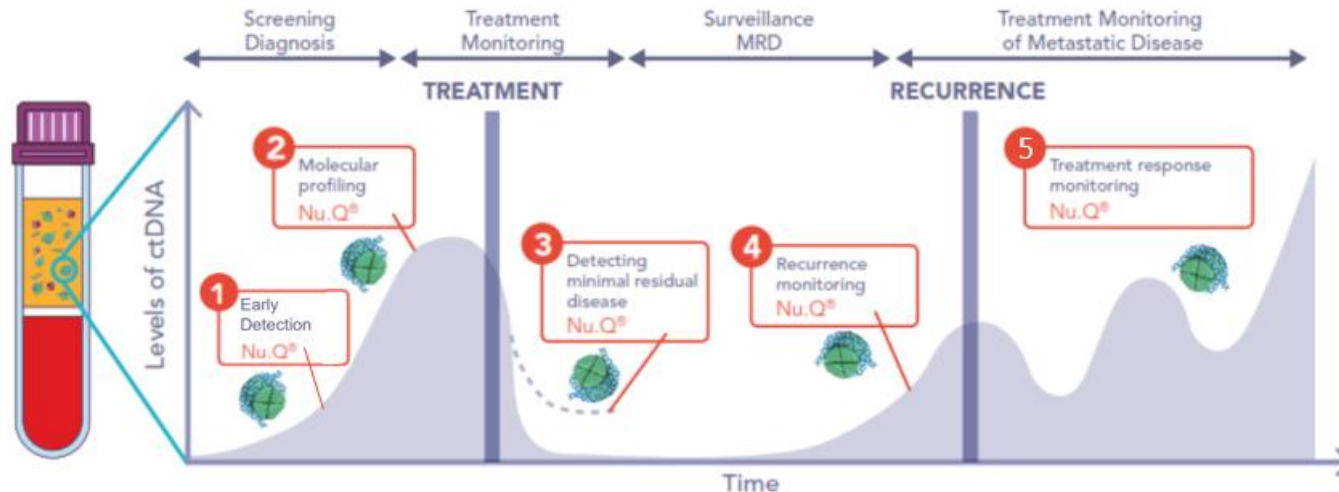 Screening
Diagnosis
Treatment
Monitoring
Surveillance
MRD
Treatment Monitoring
of Metastatic Disease
TREATMENT
RECURRENCE
Levels of ctDNA
1
Early
Detection
Nu.Q®
2
Molecular
profiling
Nu.Q®
3
Detecting
minimal residual
disease
Nu.Q®
4
Recurrence
monitoring
Nu.Q®
5
Treatment response
monitoring
Nu.Q®
Time